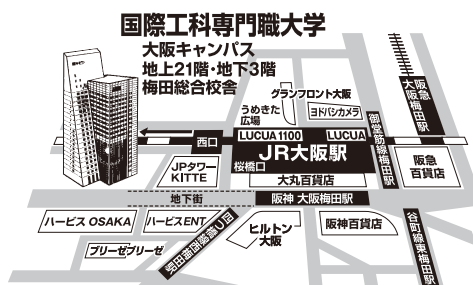 国際工科専門職大学
大阪キャンパス
地上21階・地下3階
梅田総合校舎
グランフロント大阪
うめきた
広場
ヨドバシカメラ
阪急
大阪梅田駅
御堂筋線梅田駅
西口
LUCUA 1100
LUCUA
JR大阪駅
桜橋口
JPタワー
KITTE
大丸百貨店
阪急
百貨店
地下街
阪神 大阪梅田駅
ハービス OSAKA
ハービスENT
四つ橋線西梅田駅
ヒルトン
大阪
阪神百貨店
谷町線東梅田駅
ブリーゼブリーゼ